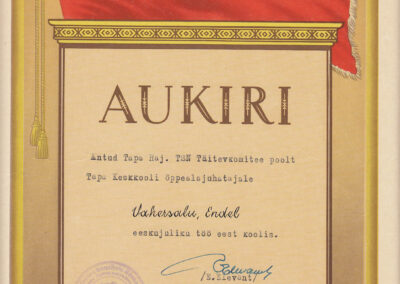 AUKIRI
Antud Tapa Raj. TSN Täitevkomitee poolt
Tapa Keskkooli õppealajuhatajale
Vahersalu, Endel
eeskujuliku töö eest koolis.